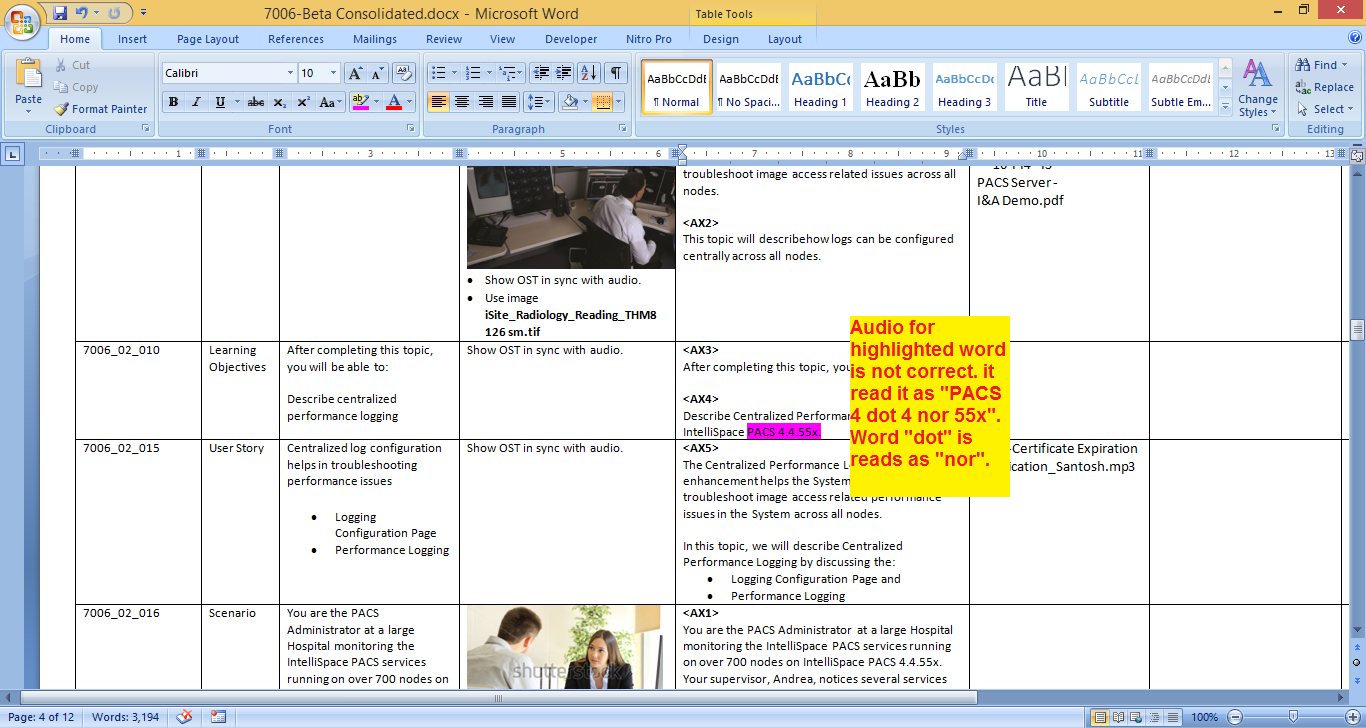 7006-Beta Consolidated.docx - Microsoft Word
Table Tools
Home Insert Page Layout References Mailings Review View Developer Nitro Pro Design Layout
Paste
Cut
Copy
Format Painter
Clipboard
Calibri 10
Font
Paragraph
AaBbCcDdE AaBbCcDdE AaBbCc AaBb AaBbCcDc AaBl AaBbCcL AaBbCcDdE
¶ Normal ¶ No Spaci... Heading 1 Heading 2 Heading 3 Title Subtitle Subtle Em...
Change
Styles
Styles
Find
Replace
Select
Editing
1 3 5 6 7 8 9 10 11 12 13
Show OST in sync with audio.
Use image
iSite_Radiology_Reading_THM8
126 sm.tif
troubleshoot image access related issues across all
nodes.
<AX2>
This topic will describehow logs can be configured
centrally across all nodes.
PACS Server -
I&A Demo.pdf
7006_02_010
Learning
Objectives
After completing this topic,
you will be able to:
Describe centralized
performance logging
Show OST in sync with audio.
<AX3>
After completing this topic, you
<AX4>
Describe Centralized Performan
IntelliSpace PACS 4.4.55x.
Audio for
highlighted word
is not correct. it
read it as "PACS
4 dot 4 nor 55x".
Word "dot" is
reads as "nor".
7006_02_015
User Story
Centralized log configuration
helps in troubleshooting
performance issues
Logging
Configuration Page
Performance Logging
Show OST in sync with audio.
<AX5>
The Centralized Performance L
enhancement helps the System
troubleshoot image access related performance
issues in the System across all nodes.
In this topic, we will describe Centralized
Performance Logging by discussing the:
Logging Configuration Page and
Performance Logging
-Certificate Expiration
ication_Santosh.mp3
7006_02_016
Scenario
You are the PACS
Administrator at a large
Hospital monitoring the
IntelliSpace PACS services
running on over 700 nodes on
shutterstock
<AX1>
You are the PACS Administrator at a large Hospital
monitoring the IntelliSpace PACS services running
on over 700 nodes on IntelliSpace PACS 4.4.55x.
Your supervisor, Andrea, notices several services
Page: 4 of 12 Words: 3,194 100%